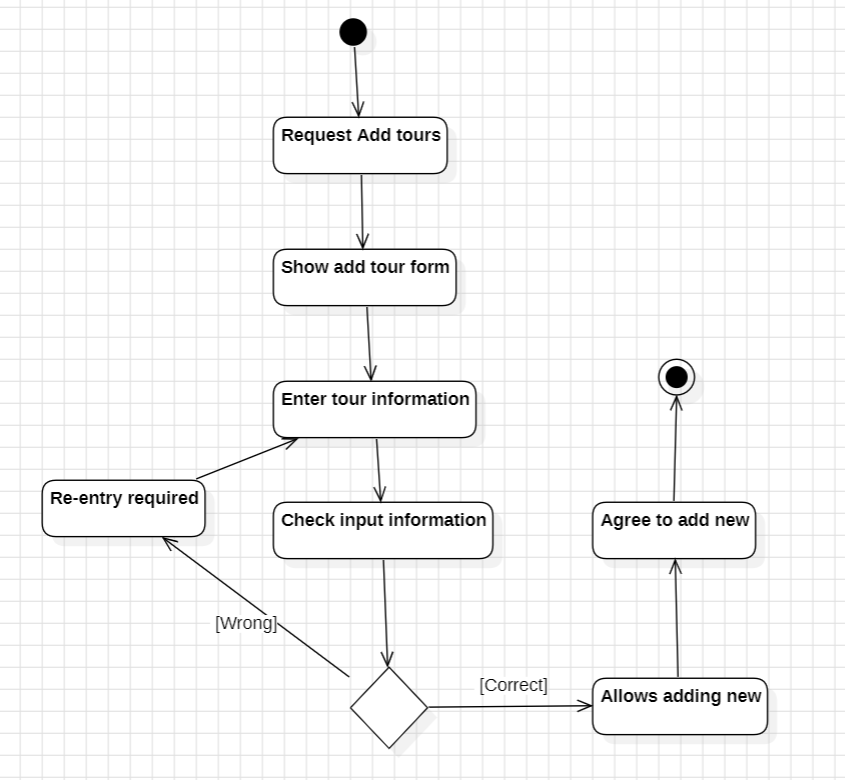 Request Add tours
Show add tour form
Enter tour information
Re-entry required
Check input information
Agree to add new
[Wrong]
[Correct]
Allows adding new